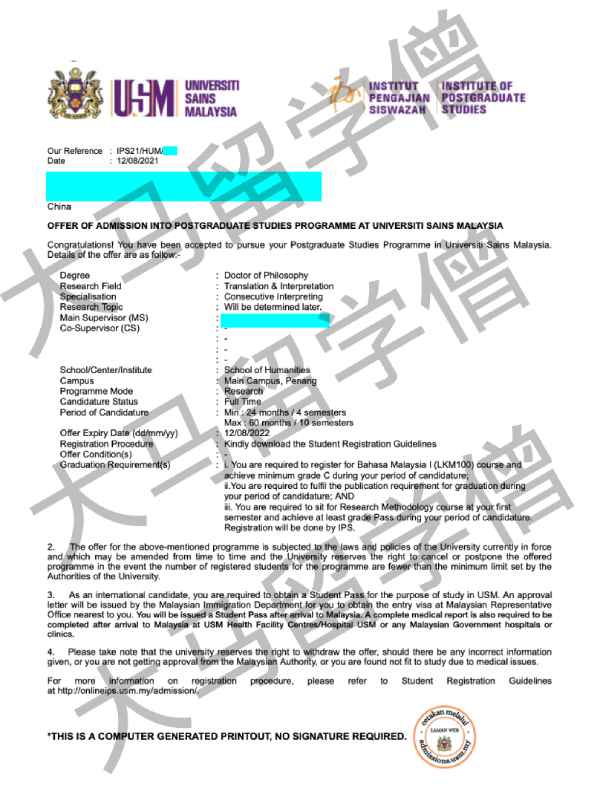 USM
UNIVERSITI
SAINS
MALAYSIA
INSTITUT
PENGAJIAN
SISWAZAH
INSTITUTE OF
POSTGRADUATE
STUDIES
Our Reference : IPS21/HUM/
Date : 12/08/2021
China
OFFER OF ADMISSION INTO POSTGRADUATE STUDIES PROGRAMME AT UNIVERSITI SAINS MALAYSIA
Congratulations! You have been accepted to pursue your Postgraduate Studies Programme in Universiti Sains Malaysia.
Details of the offer are as follow:-
Degree : Doctor of Philosophy
Research Field : Translation & Interpretation
Specialisation : Consecutive Interpreting
Research Topic : Will be determined later.
Main Supervisor (MS) :
Co-Supervisor (CS) : -
: -
: -
: -
School/Center/Institute : School of Humanities
Campus : Main Campus, Penang
Programme Mode : Research
Candidature Status : Full Time
Period of Candidature : Min : 24 months / 4 semesters
Max : 60 months / 10 semesters
Offer Expiry Date (dd/mm/yy) : 12/08/2022
Registration Procedure : Kindly download the Student Registration Guidelines
Offer Condition(s) : -
Graduation Requirement(s) : i. You are required to register for Bahasa Malaysia I (LKM100) course and
achieve minimum grade C during your period of candidature;
ii.You are required to fulfil the publication requirement for graduation during
your period of candidature; AND
iii. You are required to sit for Research Methodology course at your first
semester and achieve at least grade Pass during your period of candidature.
Registration will be done by IPS.
2. The offer for the above-mentioned programme is subjected to the laws and policies of the University currently in force
and which may be amended from time to time and the University reserves the right to cancel or postpone the offered
programme in the event the number of registered students for the programme are fewer than the minimum limit set by the
Authorities of the University.
3. As an international candidate, you are required to obtain a Student Pass for the purpose of study in USM. An approval
letter will be issued by the Malaysian Immigration Department for you to obtain the entry visa at Malaysian Representative
Office nearest to you. You will be issued a Student Pass after arrival to Malaysia. A complete medical report is also required to be
completed after arrival to Malaysia at USM Health Facility Centres/Hospital USM or any Malaysian Government hospitals or
clinics.
4. Please take note that the university reserves the right to withdraw the offer, should there be any incorrect information
given, or you are not getting approval from the Malaysian Authority, or you are found not fit to study due to medical issues.
For more information on registration procedure, please refer to Student Registration Guidelines
at http://onlineips.usm.my/admission/.
*THIS IS A COMPUTER GENERATED PRINTOUT, NO SIGNATURE REQUIRED.
cetakan melalui
LAMAN WEB
admissions.usm.my
大马留学僧
大马留学僧
大马留学僧